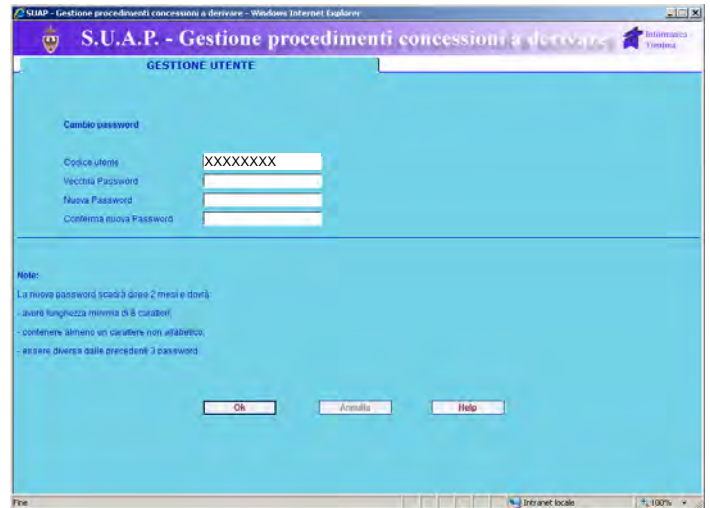 SUAP - Gestione procedimenti concessioni a derivare - Windows Internet Explorer
S.U.A.P. - Gestione procedimenti concessioni a derivare
Informatica
Trentina
GESTIONE UTENTE
Cambio password
Codice utente XXXXXXXX
Vecchia Password
Nuova Password
Conferma nuova Password
Note:
La nuova password scadrà dopo 2 mesi e dovrà:
- avere lunghezza minima di 8 caratteri;
- contenere almeno un carattere non alfabetico;
- essere diversa dalle precedenti 3 password.
Ok Annulla Help
Fine Intranet locale 100%